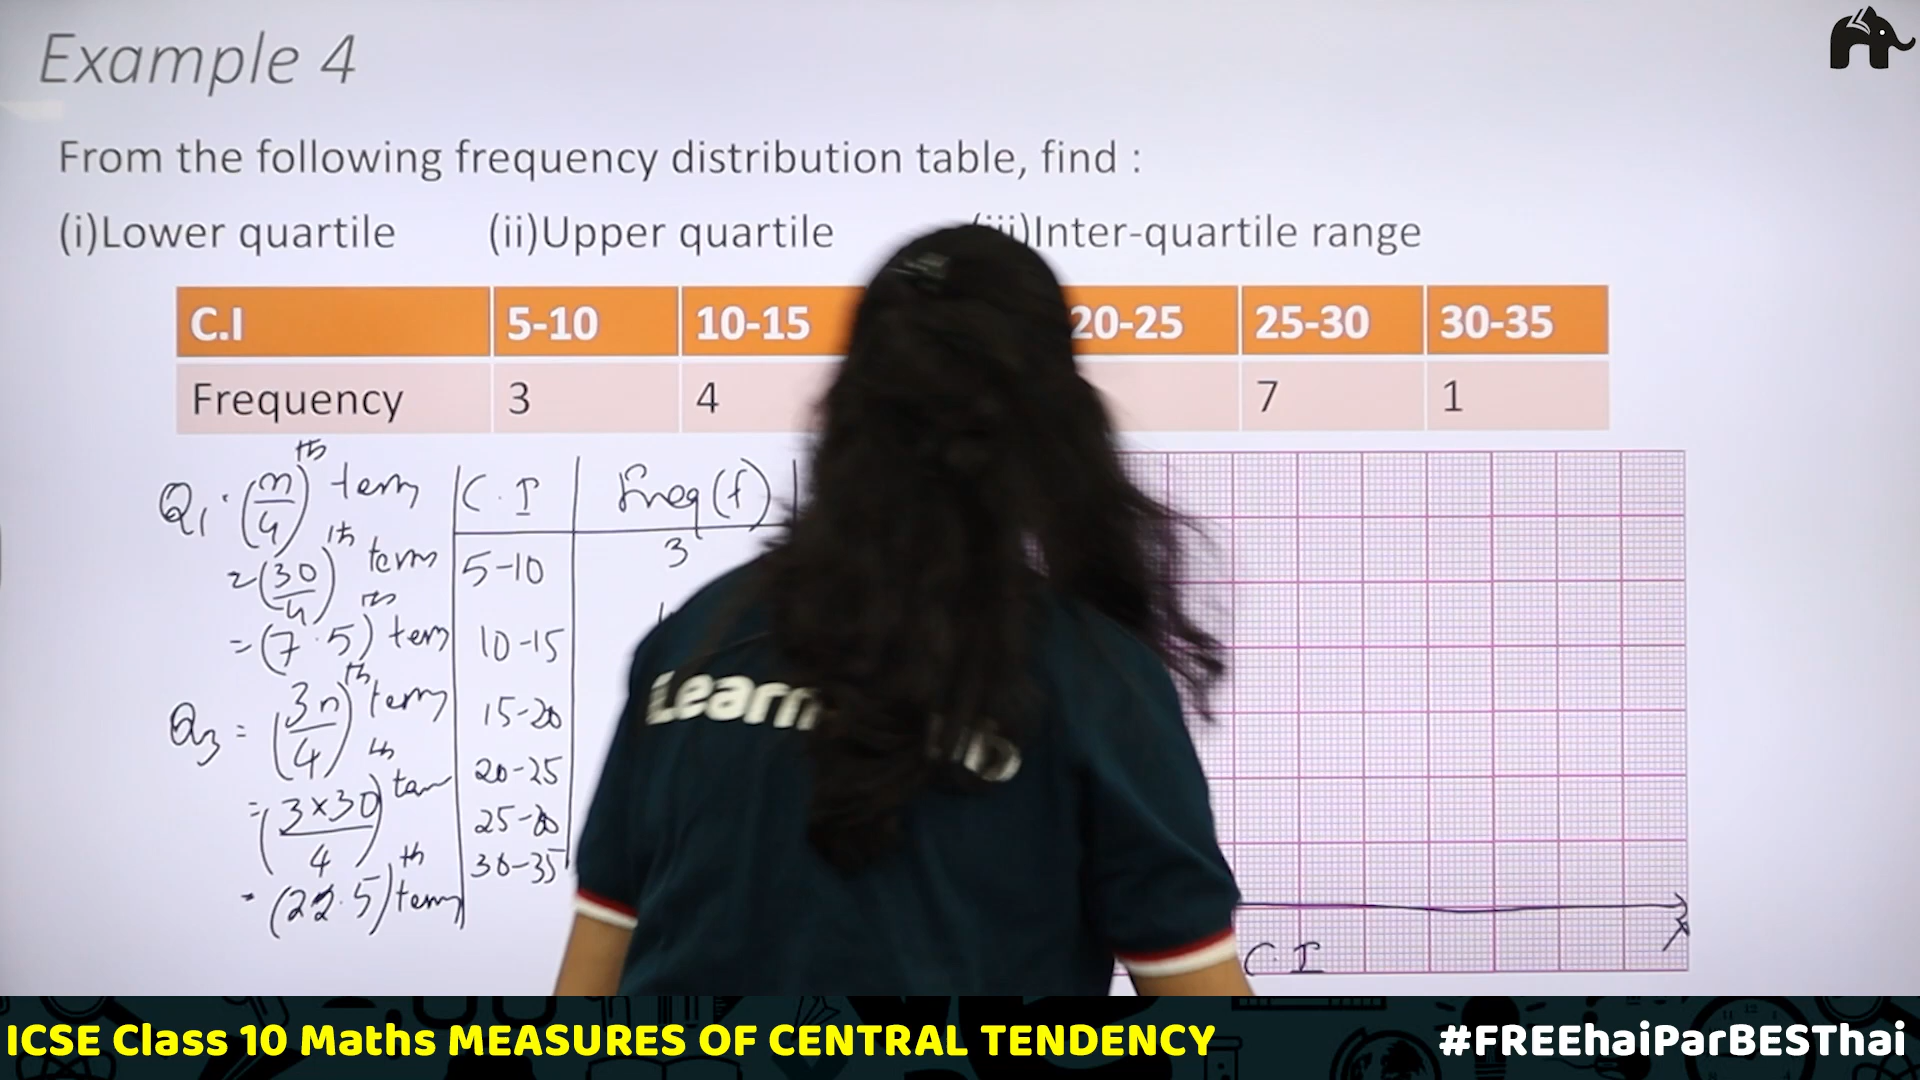 Example 4
From the following frequency distribution table, find :
(i)Lower quartile (ii)Upper quartile (iii)Inter-quartile range
C.I 5-10 10-15 20-25 25-30 30-35
Frequency 3 4 7 1
Q1 · (n/4)th term
= (30/4)th term
= (7.5)th term
Q3 = (3n/4)th term
= (3×30/4)th term
= (22.5)th term
C.I Freq(f)
5-10 3
10-15
15-20
20-25
25-30
30-35
C.I
X
Learn
ICSE Class 10 Maths MEASURES OF CENTRAL TENDENCY
#FREEhaiParBESThai